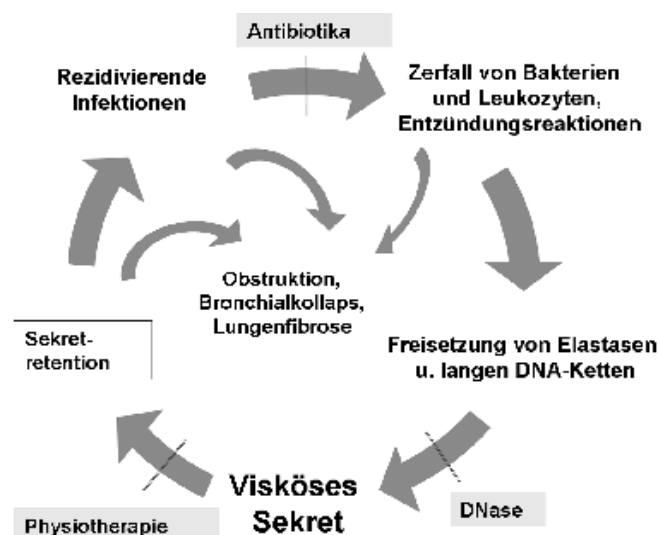 Antibiotika
Rezidivierende
Infektionen
Zerfall von Bakterien
und Leukozyten,
Entzündungsreaktionen
Obstruktion,
Bronchialkollaps,
Lungenfibrose
Sekret-
retention
Freisetzung von Elastasen
u. langen DNA-Ketten
Visköses
Sekret
DNase
Physiotherapie